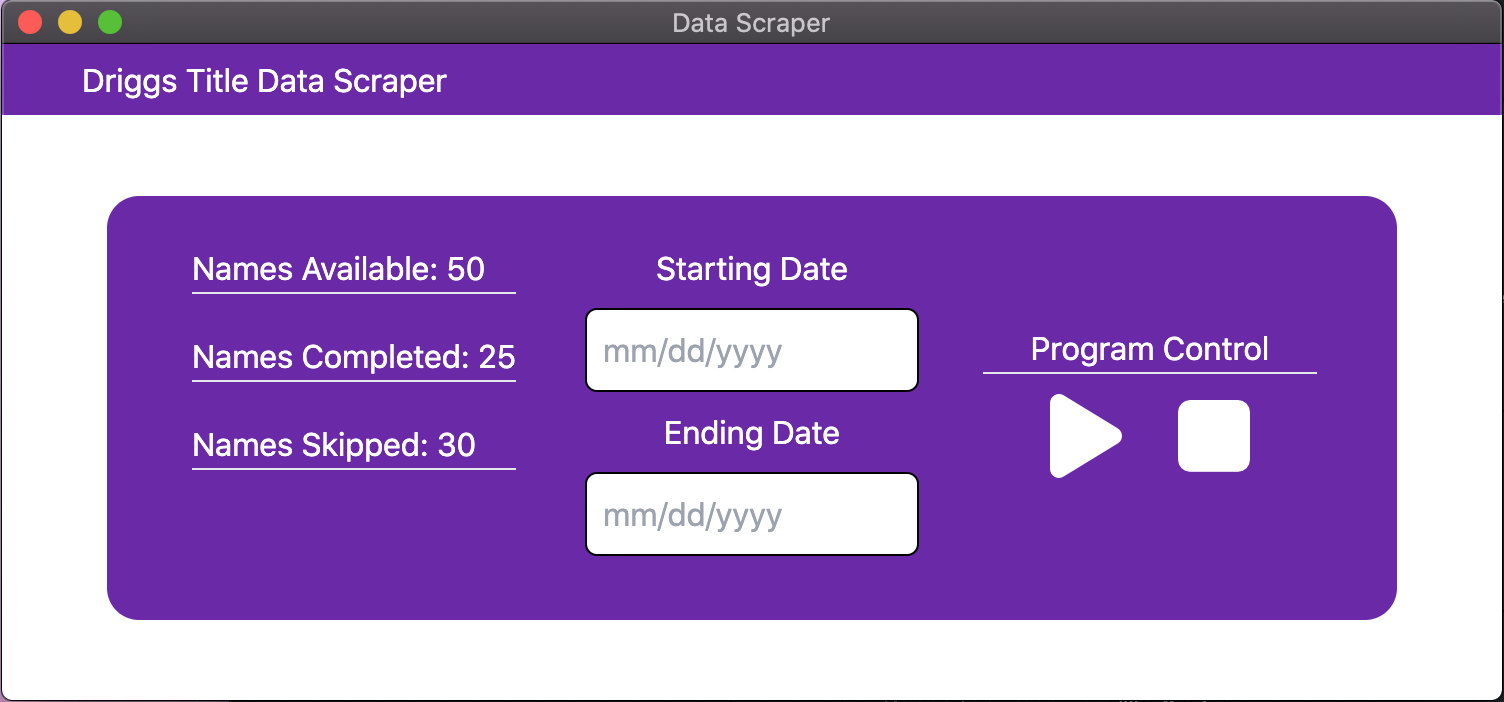 Data Scraper
Driggs Title Data Scraper
Names Available: 50
Names Completed: 25
Names Skipped: 30
Starting Date
mm/dd/yyyy
Ending Date
mm/dd/yyyy
Program Control